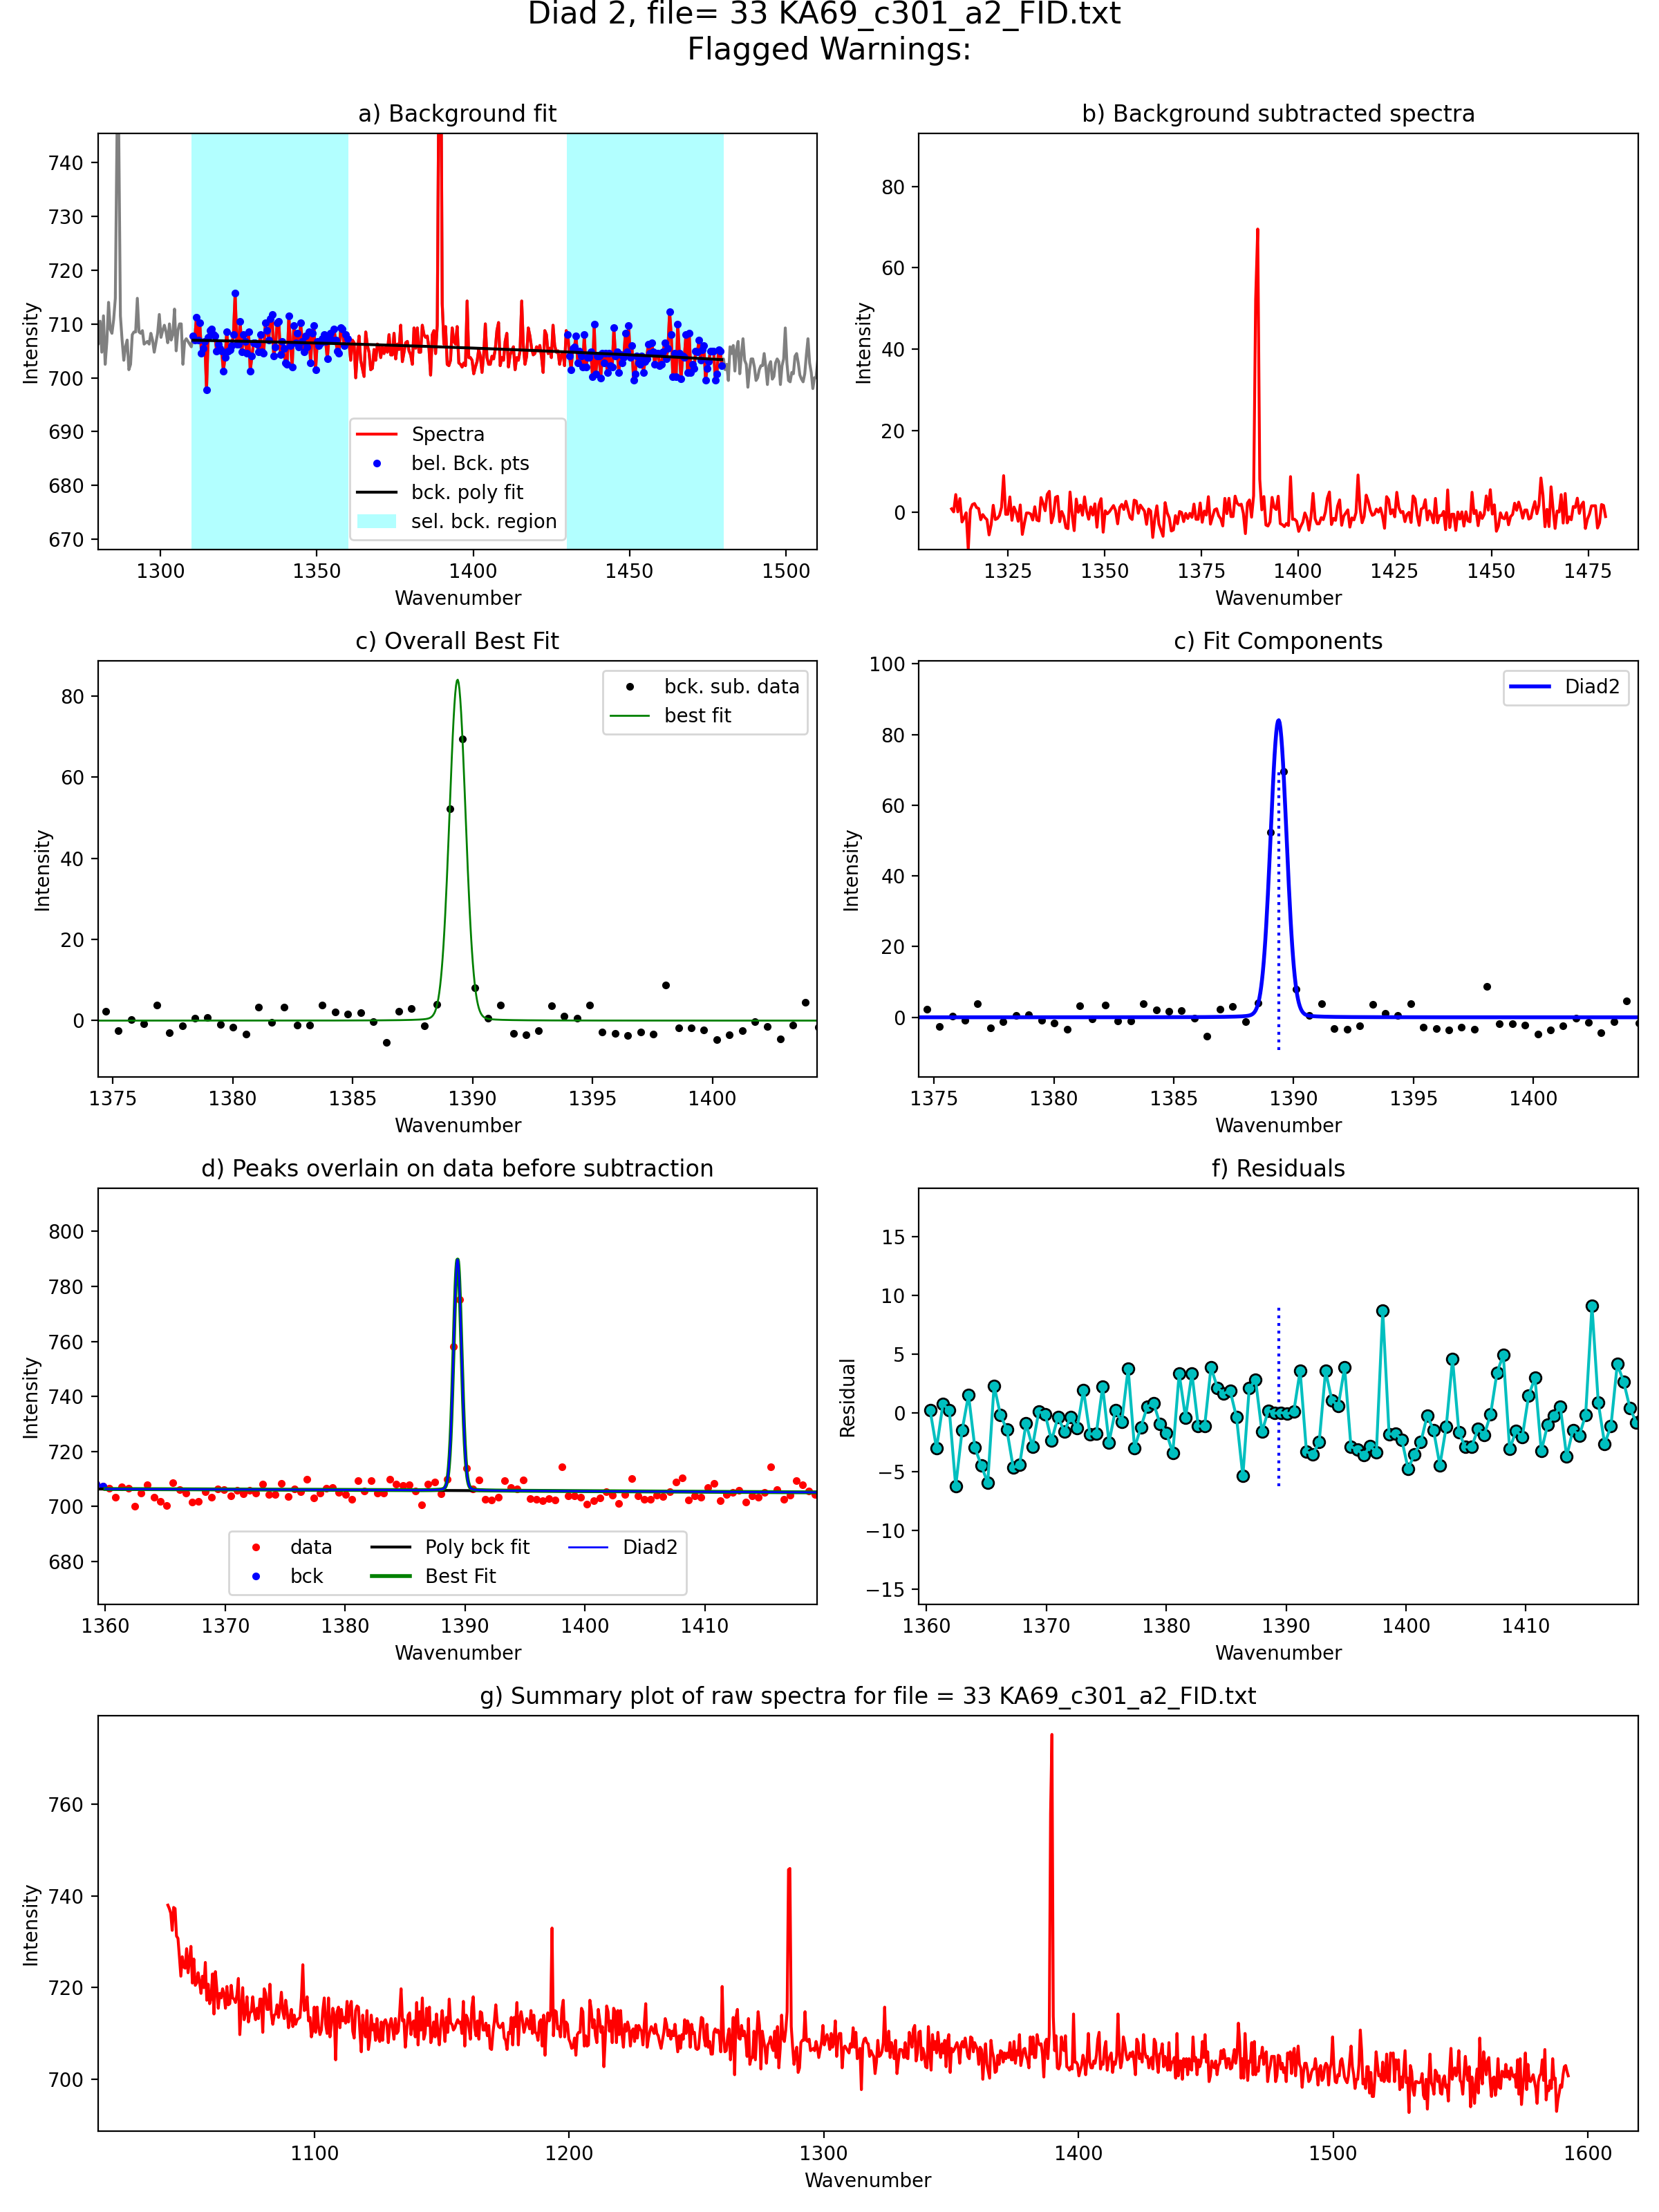 Diad 2, file= 33 KA69_c301_a2_FID.txt
Flagged Warnings:
a) Background fit
740
730
720
710
700
690
680
670
Intensity
Spectra
bel. Bck. pts
bck. poly fit
sel. bck. region
1300 1350 1400 1450 1500
Wavenumber
b) Background subtracted spectra
80
60
40
20
0
Intensity
1325 1350 1375 1400 1425 1450 1475
Wavenumber
c) Overall Best Fit
80
60
40
20
0
Intensity
bck. sub. data
best fit
1375 1380 1385 1390 1395 1400
Wavenumber
c) Fit Components
100
80
60
40
20
0
Intensity
Diad2
1375 1380 1385 1390 1395 1400
Wavenumber
d) Peaks overlain on data before subtraction
800
780
760
740
720
700
680
Intensity
data
bck
Poly bck fit
Best Fit
Diad2
1360 1370 1380 1390 1400 1410
Wavenumber
f) Residuals
15
10
5
0
−5
−10
−15
Residual
1360 1370 1380 1390 1400 1410
Wavenumber
g) Summary plot of raw spectra for file = 33 KA69_c301_a2_FID.txt
760
740
720
700
Intensity
1100 1200 1300 1400 1500 1600
Wavenumber